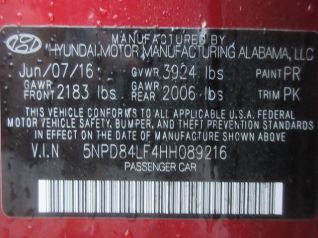 HYUNDAI MOTOR MANUFACTURING ALABAMA, LLC
Jun/07/16 GVWR 3924 lbs PAINT PR
GAWR FRONT 2183 lbs GAWR REAR 2006 lbs TRIM PK
THIS VEHICLE CONFORMS TO ALL APPLICABLE U.S. FEDERAL
MOTOR VEHICLE SAFETY, BUMPER, AND THEFT PREVENTION
STANDARDS IN EFFECT ON THE DATE OF MANUFACTURE SHOWN ABOVE.
V.I.N 5NPD84LF4HH089216
PASSENGER CAR